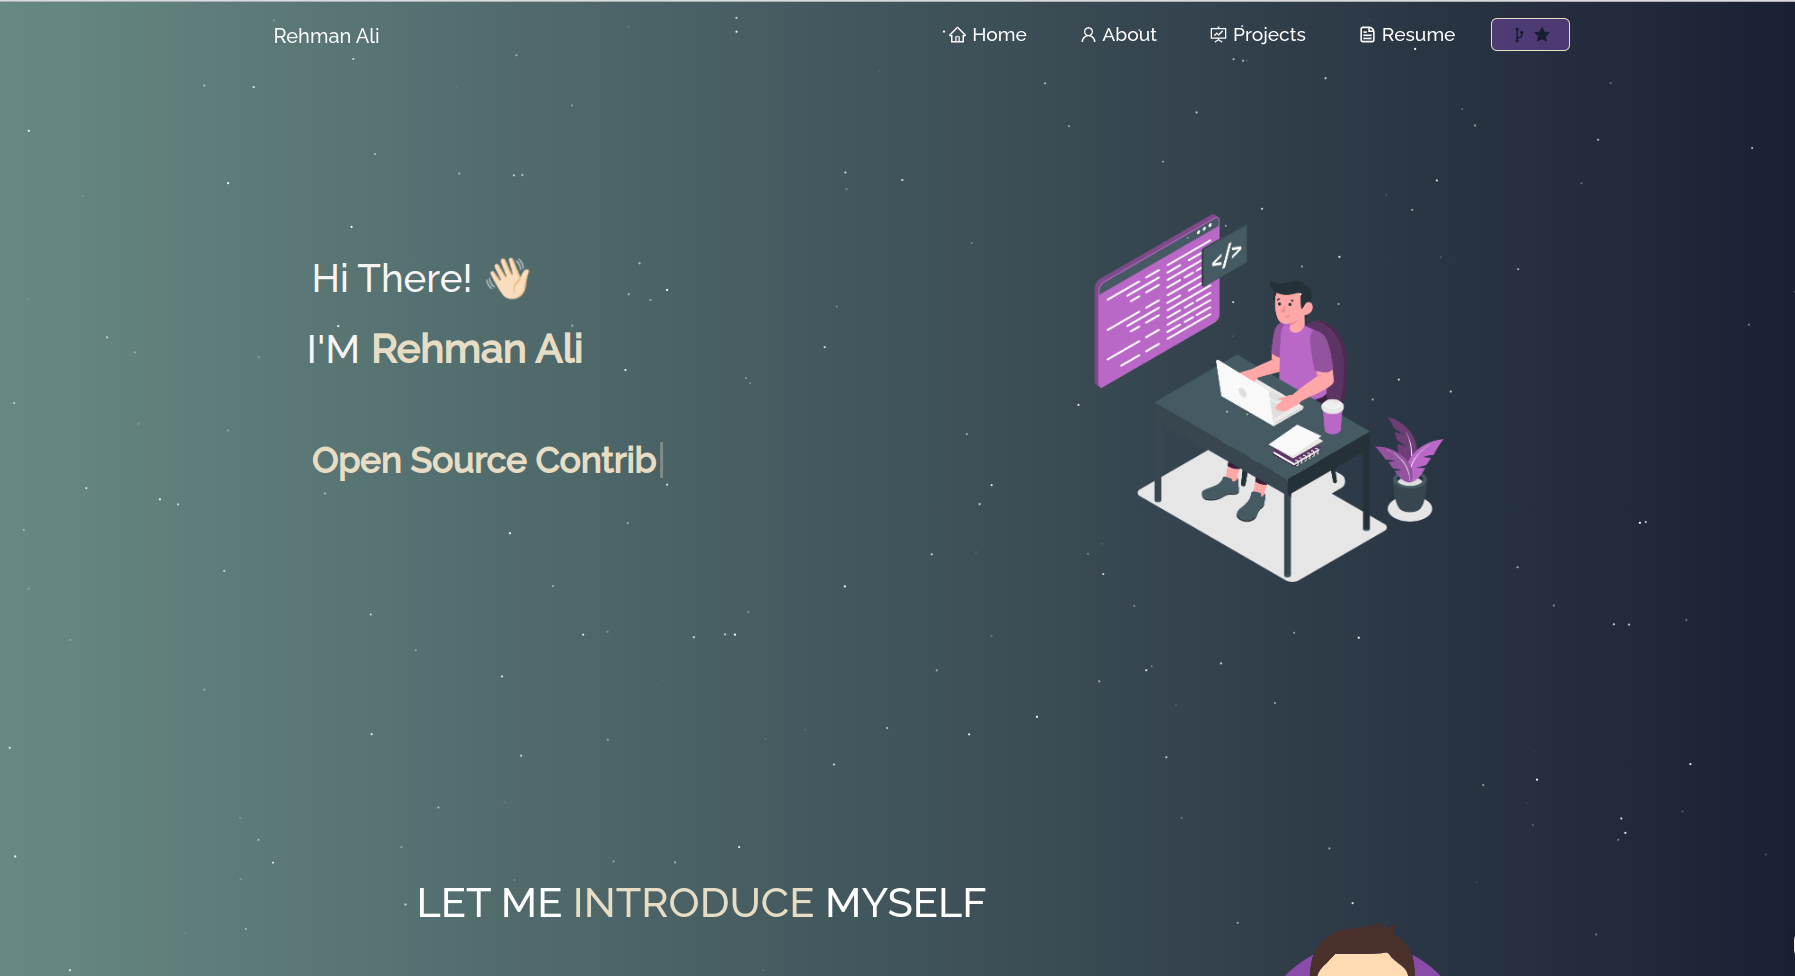 Rehman Ali
Home
About
Projects
Resume
Hi There! 👋🏻
I'M Rehman Ali
Open Source Contrib
</>
LET ME INTRODUCE MYSELF